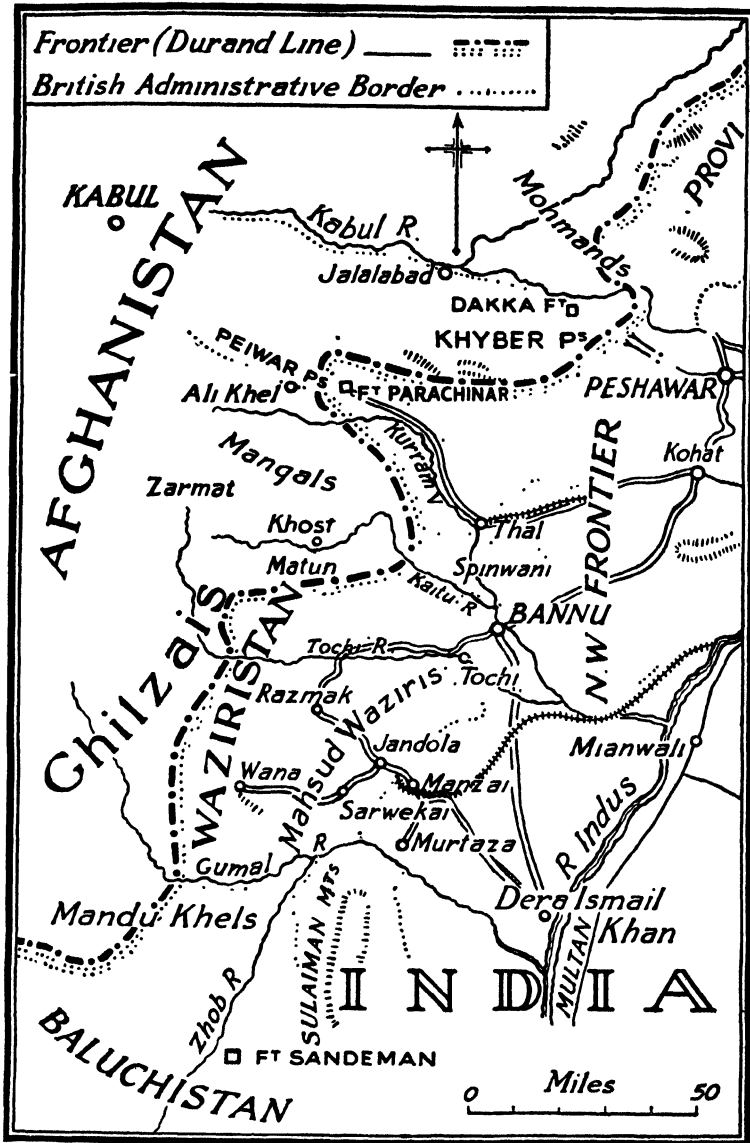 Frontier (Durand Line)
British Administrative Border
KABUL
AFGHANISTAN
Kabul R.
Mohmands
PROVI
Jalalabad
DAKKA Fᵀ
KHYBER Pˢ
PEIWAR Pˢ
Ali Khel
Fᵀ PARACHINAR
PESHAWAR
Kurram V
Kohat
Mangals
Zarmat
N.W FRONTIER
Khost
Thal
Matun
Spinwani
Kaitu R
BANNU
Ghilzais
WAZIRISTAN
Tochi R
Tochi
Razmak
Mahsud Waziris
Jandola
Mianwali
Wana
Manzai
Sarwekai
R Indus
Murtaza
Gumal R
Dera Ismail
Khan
Mandu Khels
SULAIMAN MTS
MULTAN
INDIA
Zhob R
BALUCHISTAN
Fᵀ SANDEMAN
Miles
0 50